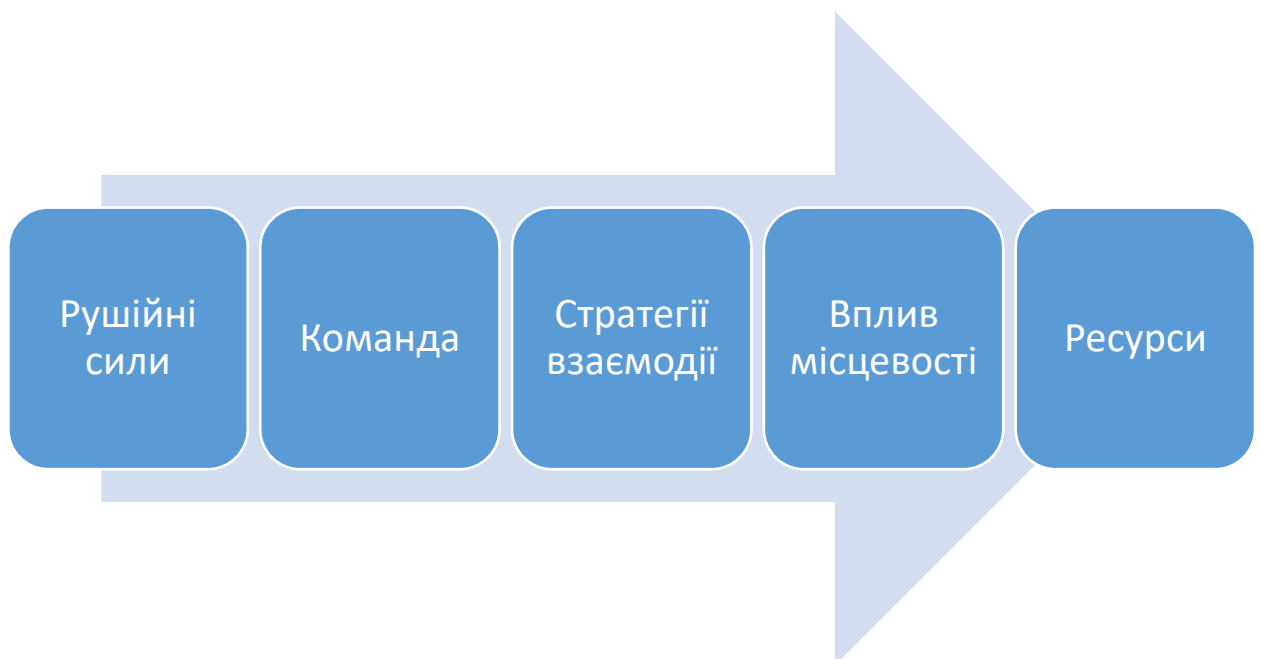 Рушійні
сили
Команда
Стратегії
взаємодії
Вплив
місцевості
Ресурси